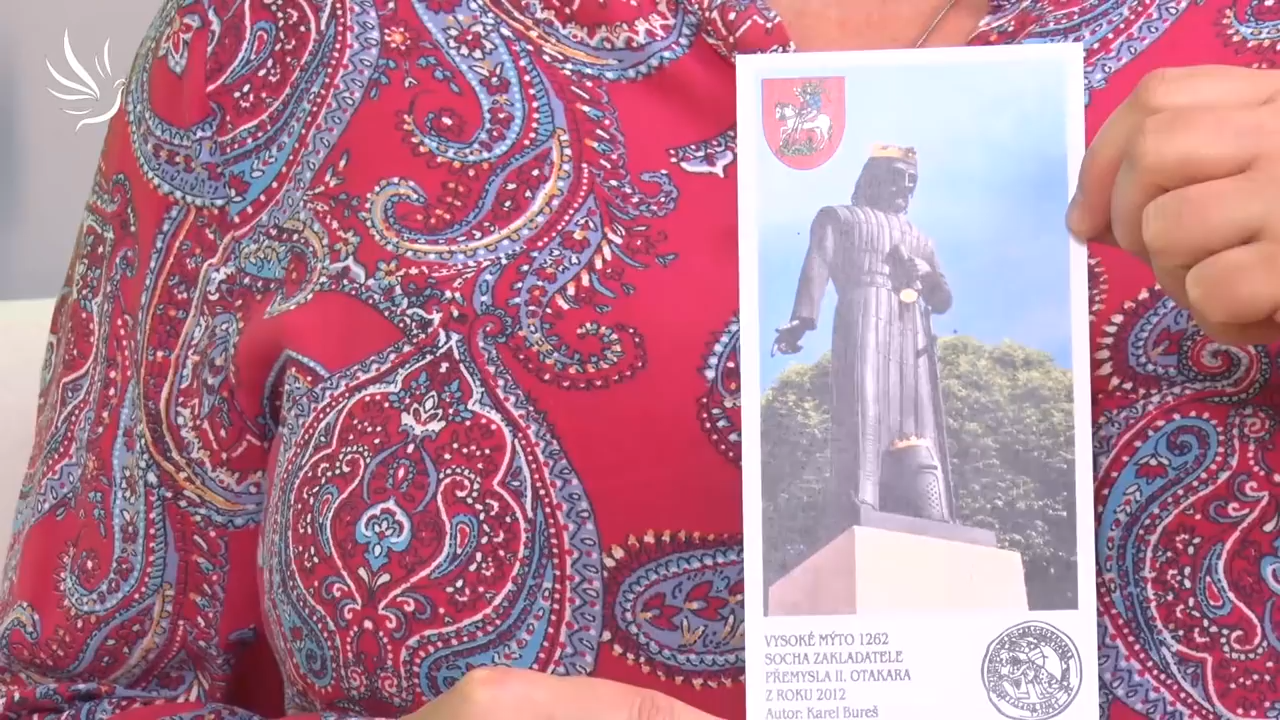 VYSOKÉ MÝTO 1262
SOCHA ZAKLADATELE
PŘEMYSLA II. OTAKARA
Z ROKU 2012
Autor: Karel Bureš